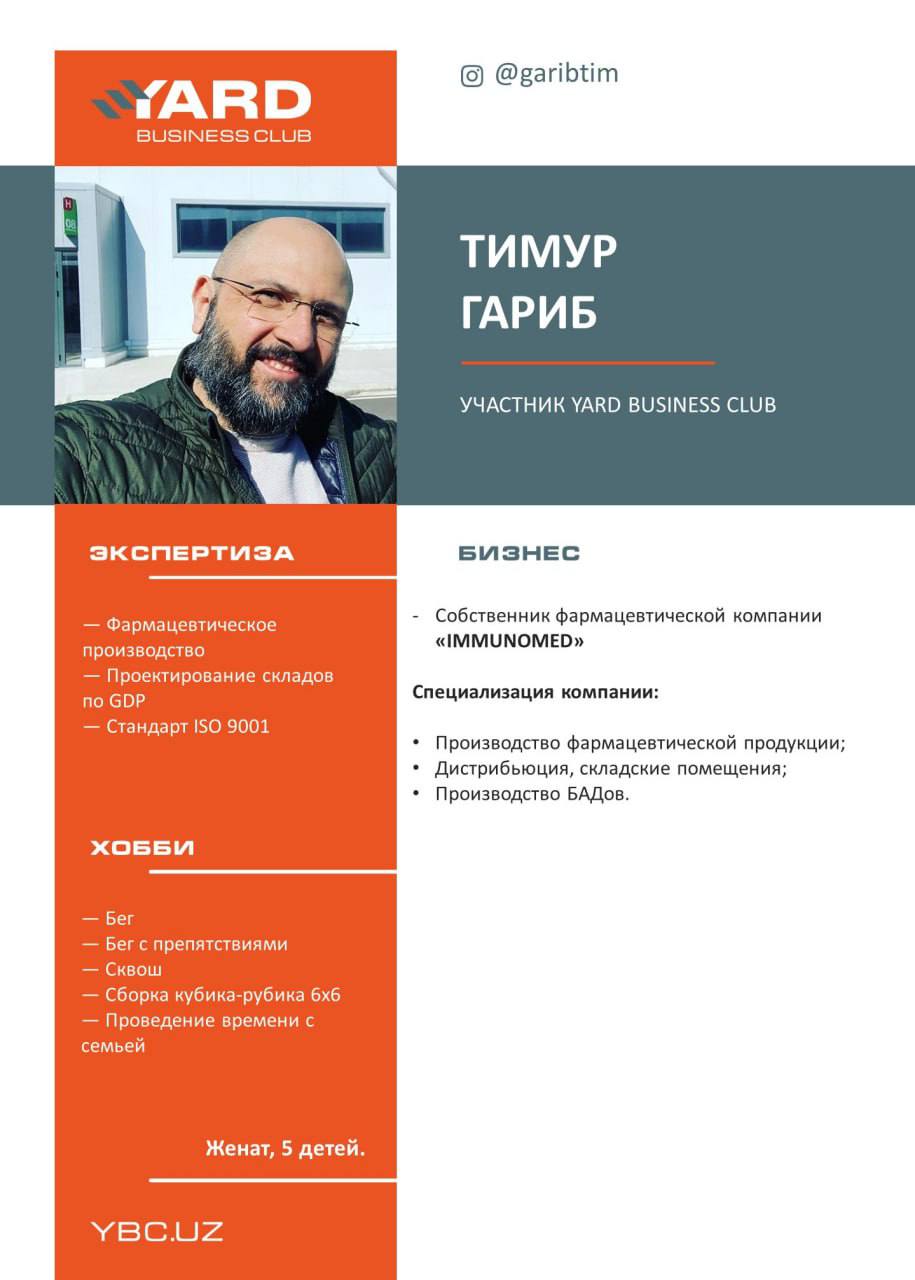 YARD
BUSINESS CLUB
@garibtim
H
08
ТИМУР
ГАРИБ
УЧАСТНИК YARD BUSINESS CLUB
ЭКСПЕРТИЗА
— Фармацевтическое
производство
— Проектирование складов
по GDP
— Стандарт ISO 9001
БИЗНЕС
- Собственник фармацевтической компании
«IMMUNOMED»
Специализация компании:
• Производство фармацевтической продукции;
• Дистрибьюция, складские помещения;
• Производство БАДов.
ХОББИ
— Бег
— Бег с препятствиями
— Сквош
— Сборка кубика-рубика 6х6
— Проведение времени с
семьей
Женат, 5 детей.
YBC.UZ